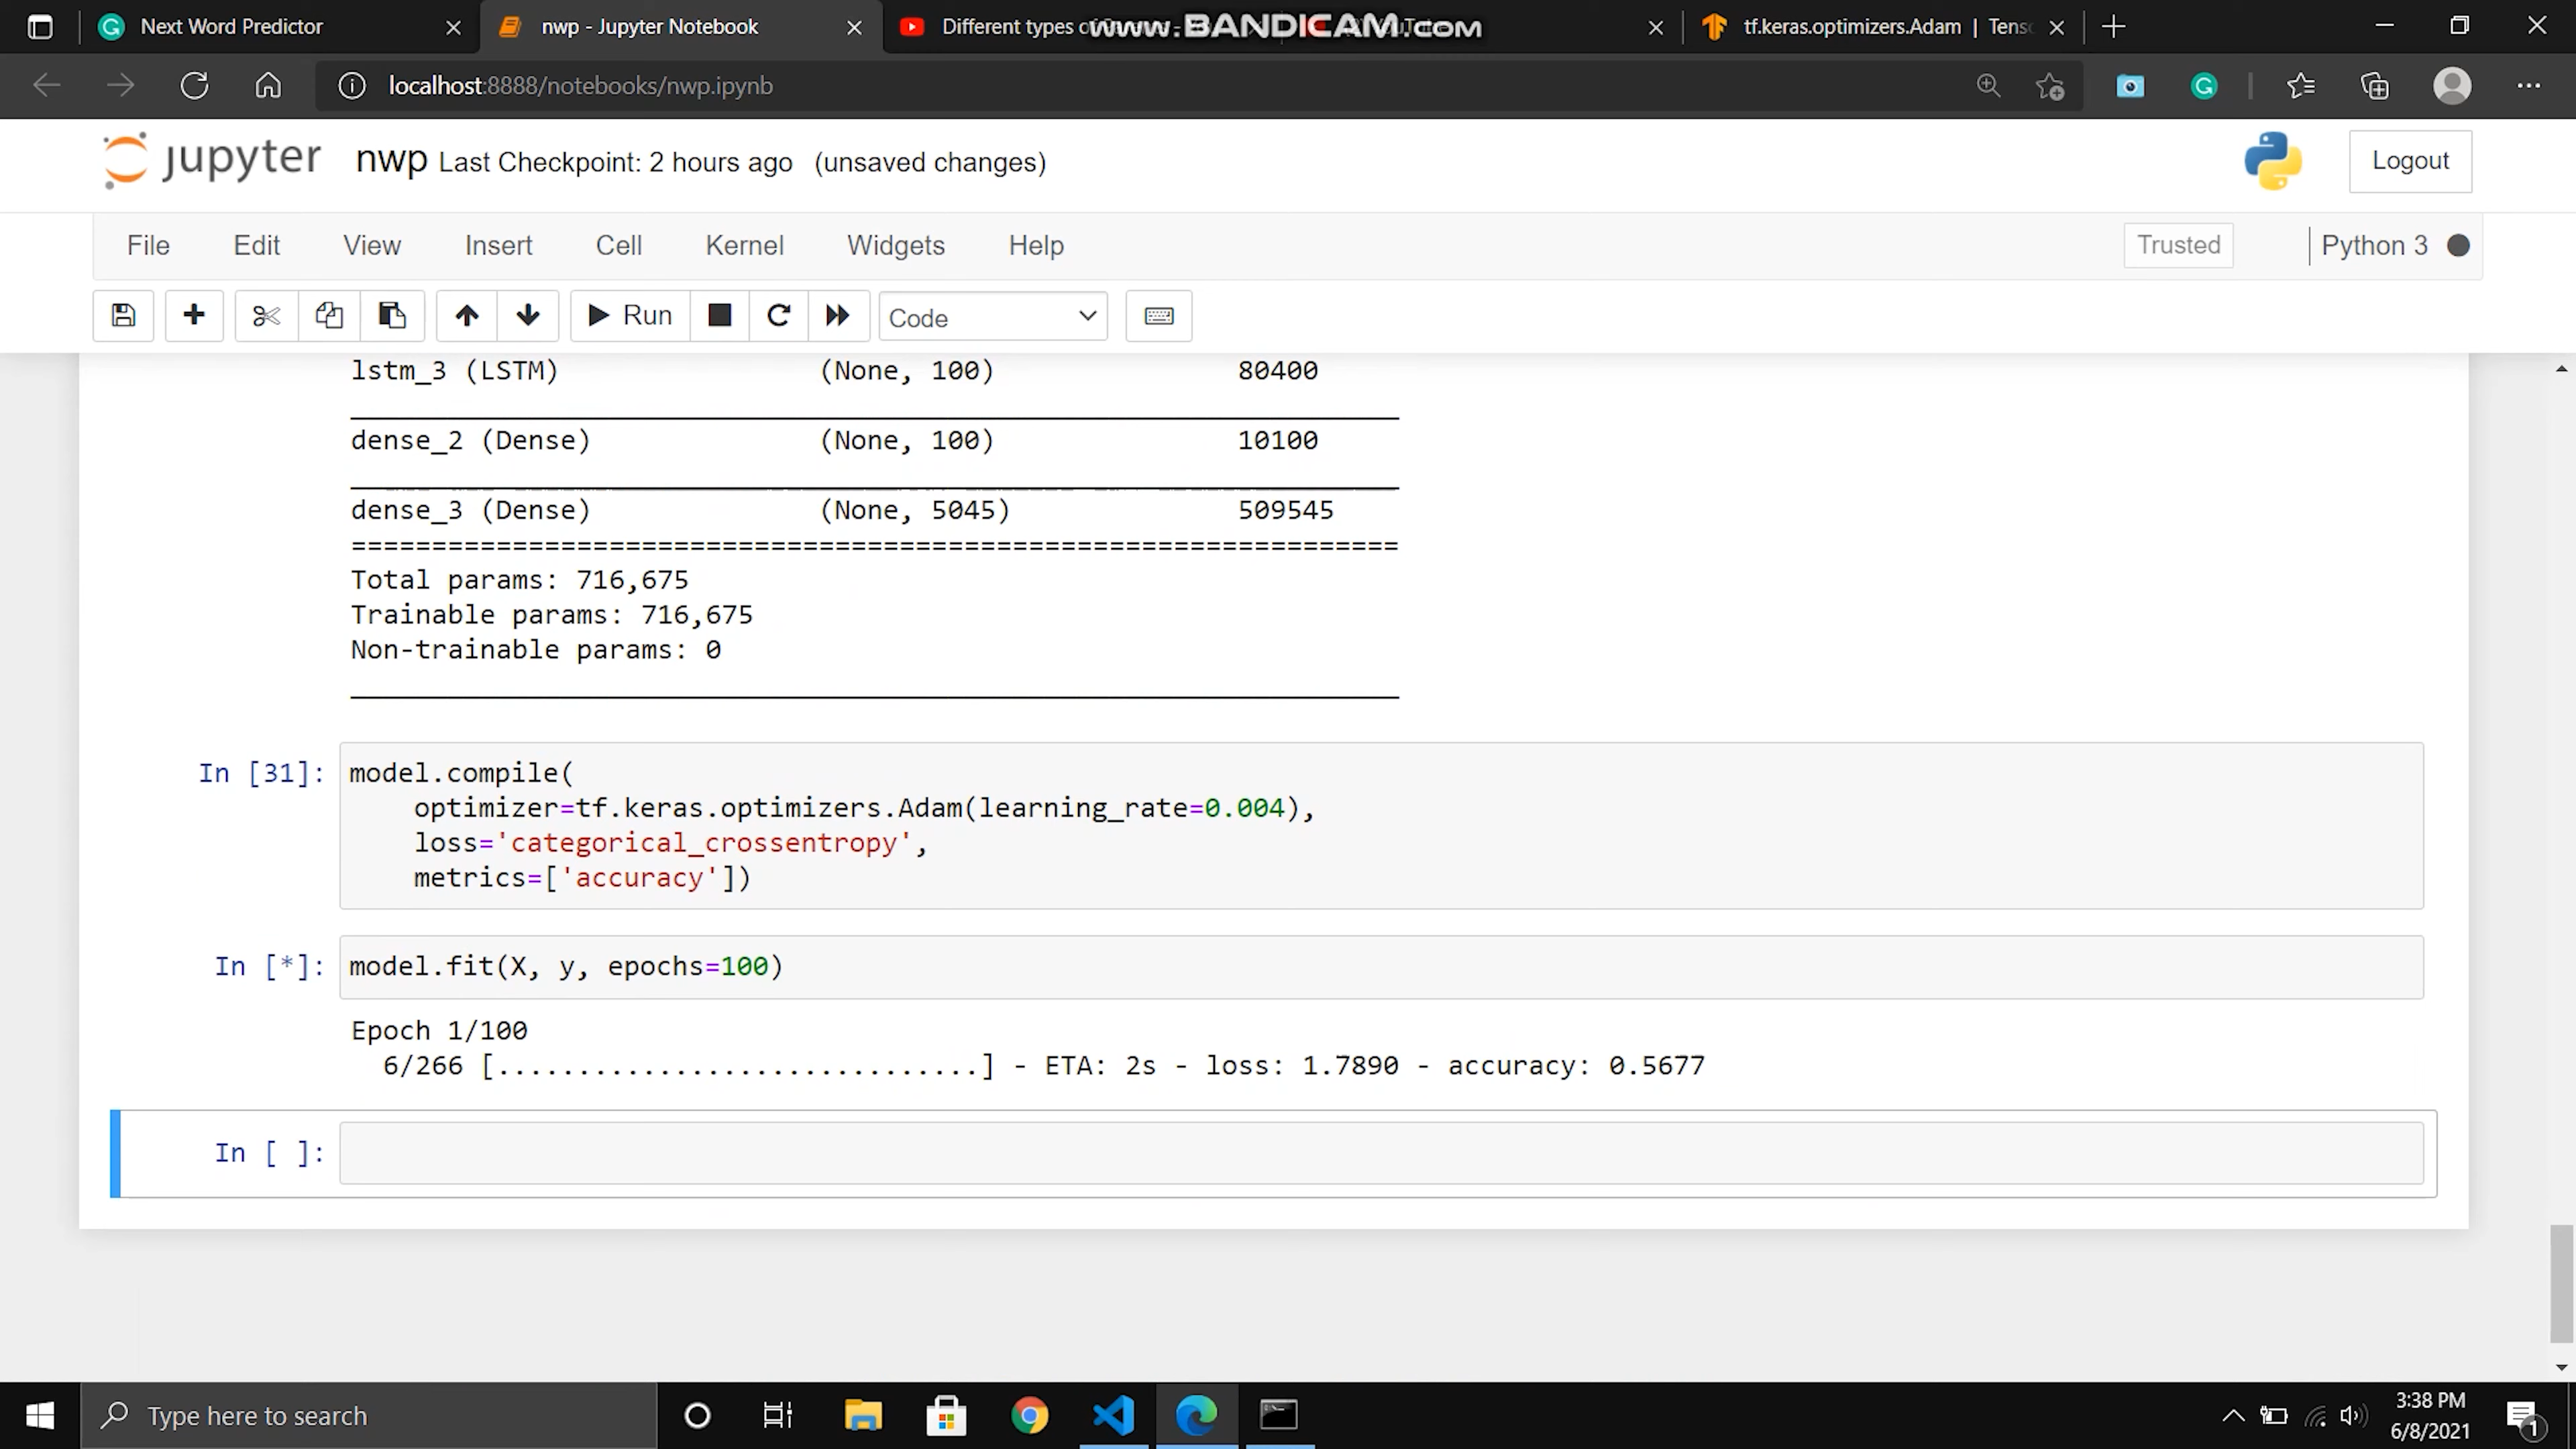 Next Word Predictor
nwp - Jupyter Notebook
Different types o
www.BANDICAM.com
tf.keras.optimizers.Adam | Tens
localhost:8888/notebooks/nwp.ipynb
jupyter nwp Last Checkpoint: 2 hours ago (unsaved changes)
Logout
File Edit View Insert Cell Kernel Widgets Help
Trusted
Python 3
Run
Code
lstm_3 (LSTM) (None, 100) 80400
dense_2 (Dense) (None, 100) 10100
dense_3 (Dense) (None, 5045) 509545
=================================================================
Total params: 716,675
Trainable params: 716,675
Non-trainable params: 0
In [31]: model.compile(
optimizer=tf.keras.optimizers.Adam(learning_rate=0.004),
loss='categorical_crossentropy',
metrics=['accuracy'])
In [*]: model.fit(X, y, epochs=100)
Epoch 1/100
6/266 [..............................] - ETA: 2s - loss: 1.7890 - accuracy: 0.5677
In [ ]:
Type here to search
3:38 PM
6/8/2021
1